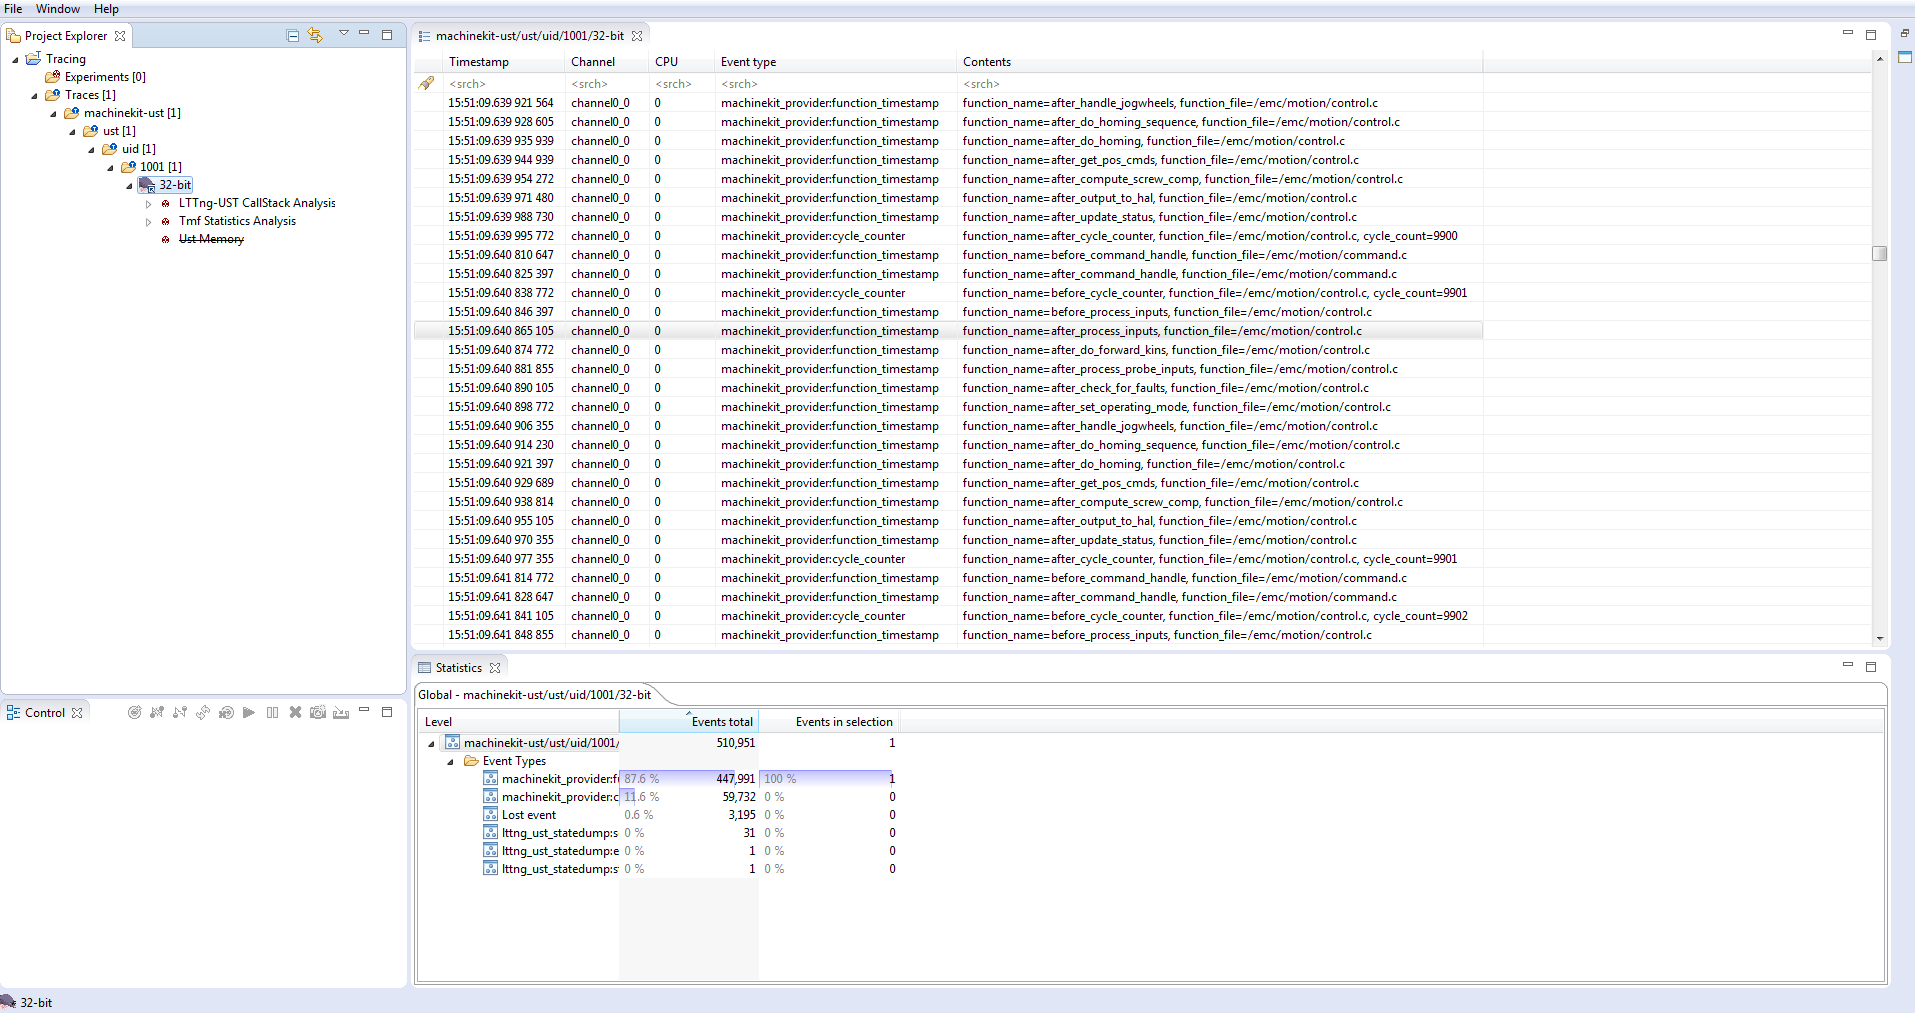 File Window Help
Project Explorer
Tracing
Experiments [0]
Traces [1]
machinekit-ust [1]
ust [1]
uid [1]
1001 [1]
32-bit
LTTng-UST CallStack Analysis
Tmf Statistics Analysis
Ust Memory
Control
machinekit-ust/ust/uid/1001/32-bit
Timestamp Channel CPU Event type Contents
<srch> <srch> <srch> <srch> <srch>
15:51:09.639 921 564 channel0_0 0 machinekit_provider:function_timestamp function_name=after_handle_jogwheels, function_file=/emc/motion/control.c
15:51:09.639 928 605 channel0_0 0 machinekit_provider:function_timestamp function_name=after_do_homing_sequence, function_file=/emc/motion/control.c
15:51:09.639 935 939 channel0_0 0 machinekit_provider:function_timestamp function_name=after_do_homing, function_file=/emc/motion/control.c
15:51:09.639 944 939 channel0_0 0 machinekit_provider:function_timestamp function_name=after_get_pos_cmds, function_file=/emc/motion/control.c
15:51:09.639 954 272 channel0_0 0 machinekit_provider:function_timestamp function_name=after_compute_screw_comp, function_file=/emc/motion/control.c
15:51:09.639 971 480 channel0_0 0 machinekit_provider:function_timestamp function_name=after_output_to_hal, function_file=/emc/motion/control.c
15:51:09.639 988 730 channel0_0 0 machinekit_provider:function_timestamp function_name=after_update_status, function_file=/emc/motion/control.c
15:51:09.639 995 772 channel0_0 0 machinekit_provider:cycle_counter function_name=after_cycle_counter, function_file=/emc/motion/control.c, cycle_count=9900
15:51:09.640 810 647 channel0_0 0 machinekit_provider:function_timestamp function_name=before_command_handle, function_file=/emc/motion/command.c
15:51:09.640 825 397 channel0_0 0 machinekit_provider:function_timestamp function_name=after_command_handle, function_file=/emc/motion/command.c
15:51:09.640 838 772 channel0_0 0 machinekit_provider:cycle_counter function_name=before_cycle_counter, function_file=/emc/motion/control.c, cycle_count=9901
15:51:09.640 846 397 channel0_0 0 machinekit_provider:function_timestamp function_name=before_process_inputs, function_file=/emc/motion/control.c
15:51:09.640 865 105 channel0_0 0 machinekit_provider:function_timestamp function_name=after_process_inputs, function_file=/emc/motion/control.c
15:51:09.640 874 772 channel0_0 0 machinekit_provider:function_timestamp function_name=after_do_forward_kins, function_file=/emc/motion/control.c
15:51:09.640 881 855 channel0_0 0 machinekit_provider:function_timestamp function_name=after_process_probe_inputs, function_file=/emc/motion/control.c
15:51:09.640 890 105 channel0_0 0 machinekit_provider:function_timestamp function_name=after_check_for_faults, function_file=/emc/motion/control.c
15:51:09.640 898 772 channel0_0 0 machinekit_provider:function_timestamp function_name=after_set_operating_mode, function_file=/emc/motion/control.c
15:51:09.640 906 355 channel0_0 0 machinekit_provider:function_timestamp function_name=after_handle_jogwheels, function_file=/emc/motion/control.c
15:51:09.640 914 230 channel0_0 0 machinekit_provider:function_timestamp function_name=after_do_homing_sequence, function_file=/emc/motion/control.c
15:51:09.640 921 397 channel0_0 0 machinekit_provider:function_timestamp function_name=after_do_homing, function_file=/emc/motion/control.c
15:51:09.640 929 689 channel0_0 0 machinekit_provider:function_timestamp function_name=after_get_pos_cmds, function_file=/emc/motion/control.c
15:51:09.640 938 814 channel0_0 0 machinekit_provider:function_timestamp function_name=after_compute_screw_comp, function_file=/emc/motion/control.c
15:51:09.640 955 105 channel0_0 0 machinekit_provider:function_timestamp function_name=after_output_to_hal, function_file=/emc/motion/control.c
15:51:09.640 970 355 channel0_0 0 machinekit_provider:function_timestamp function_name=after_update_status, function_file=/emc/motion/control.c
15:51:09.640 977 355 channel0_0 0 machinekit_provider:cycle_counter function_name=after_cycle_counter, function_file=/emc/motion/control.c, cycle_count=9901
15:51:09.641 814 772 channel0_0 0 machinekit_provider:function_timestamp function_name=before_command_handle, function_file=/emc/motion/command.c
15:51:09.641 828 647 channel0_0 0 machinekit_provider:function_timestamp function_name=after_command_handle, function_file=/emc/motion/command.c
15:51:09.641 841 105 channel0_0 0 machinekit_provider:cycle_counter function_name=before_cycle_counter, function_file=/emc/motion/control.c, cycle_count=9902
15:51:09.641 848 855 channel0_0 0 machinekit_provider:function_timestamp function_name=before_process_inputs, function_file=/emc/motion/control.c
Statistics
Global - machinekit-ust/ust/uid/1001/32-bit
Level Events total Events in selection
machinekit-ust/ust/uid/1001/ 510,951 1
Event Types
machinekit_provider:f 87.6 % 447,991 100 % 1
machinekit_provider:c 11.6 % 59,732 0 % 0
Lost event 0.6 % 3,195 0 % 0
lttng_ust_statedump:s 0 % 31 0 % 0
lttng_ust_statedump:e 0 % 1 0 % 0
lttng_ust_statedump:s 0 % 1 0 % 0
32-bit